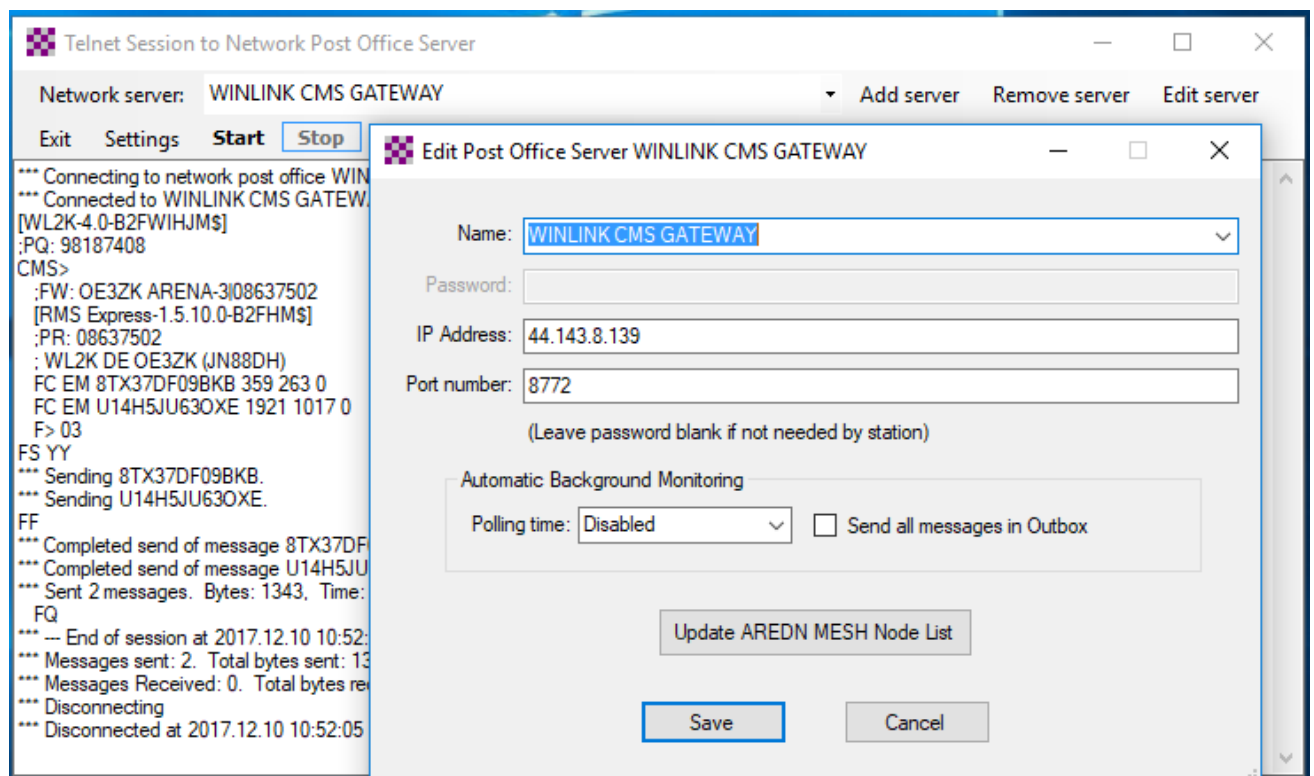 Telnet Session to Network Post Office Server
Network server: WINLINK CMS GATEWAY Add server Remove server Edit server
Exit Settings Start Stop
*** Connecting to network post office WIN
*** Connected to WINLINK CMS GATEW
[WL2K-4.0-B2FWIHJM$]
;PQ: 98187408
CMS>
;FW: OE3ZK ARENA-3|08637502
[RMS Express-1.5.10.0-B2FHM$]
;PR: 08637502
; WL2K DE OE3ZK (JN88DH)
FC EM 8TX37DF09BKB 359 263 0
FC EM U14H5JU63OXE 1921 1017 0
F> 03
FS YY
*** Sending 8TX37DF09BKB.
*** Sending U14H5JU63OXE.
FF
*** Completed send of message 8TX37DF
*** Completed send of message U14H5JU
*** Sent 2 messages. Bytes: 1343, Time:
FQ
*** --- End of session at 2017.12.10 10:52:
*** Messages sent: 2. Total bytes sent: 13
*** Messages Received: 0. Total bytes re
*** Disconnecting
*** Disconnected at 2017.12.10 10:52:05
Edit Post Office Server WINLINK CMS GATEWAY
Name: WINLINK CMS GATEWAY
Password:
IP Address: 44.143.8.139
Port number: 8772
(Leave password blank if not needed by station)
Automatic Background Monitoring
Polling time: Disabled Send all messages in Outbox
Update AREDN MESH Node List
Save Cancel